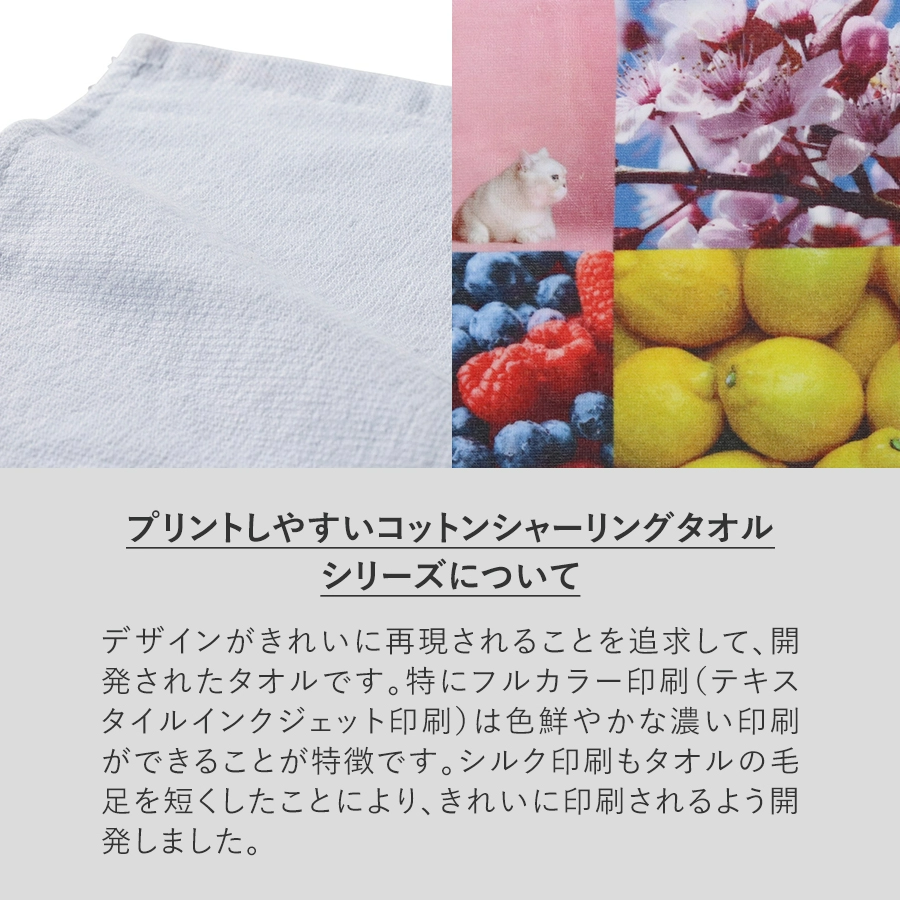 プリントしやすいコットンシャーリングタオル
シリーズについて
デザインがきれいに再現されることを追求して、開
発されたタオルです。特にフルカラー印刷（テキス
タイルインクジェット印刷）は色鮮やかな濃い印刷
ができることが特徴です。シルク印刷もタオルの毛
足を短くしたことにより、きれいに印刷されるよう開
発しました。